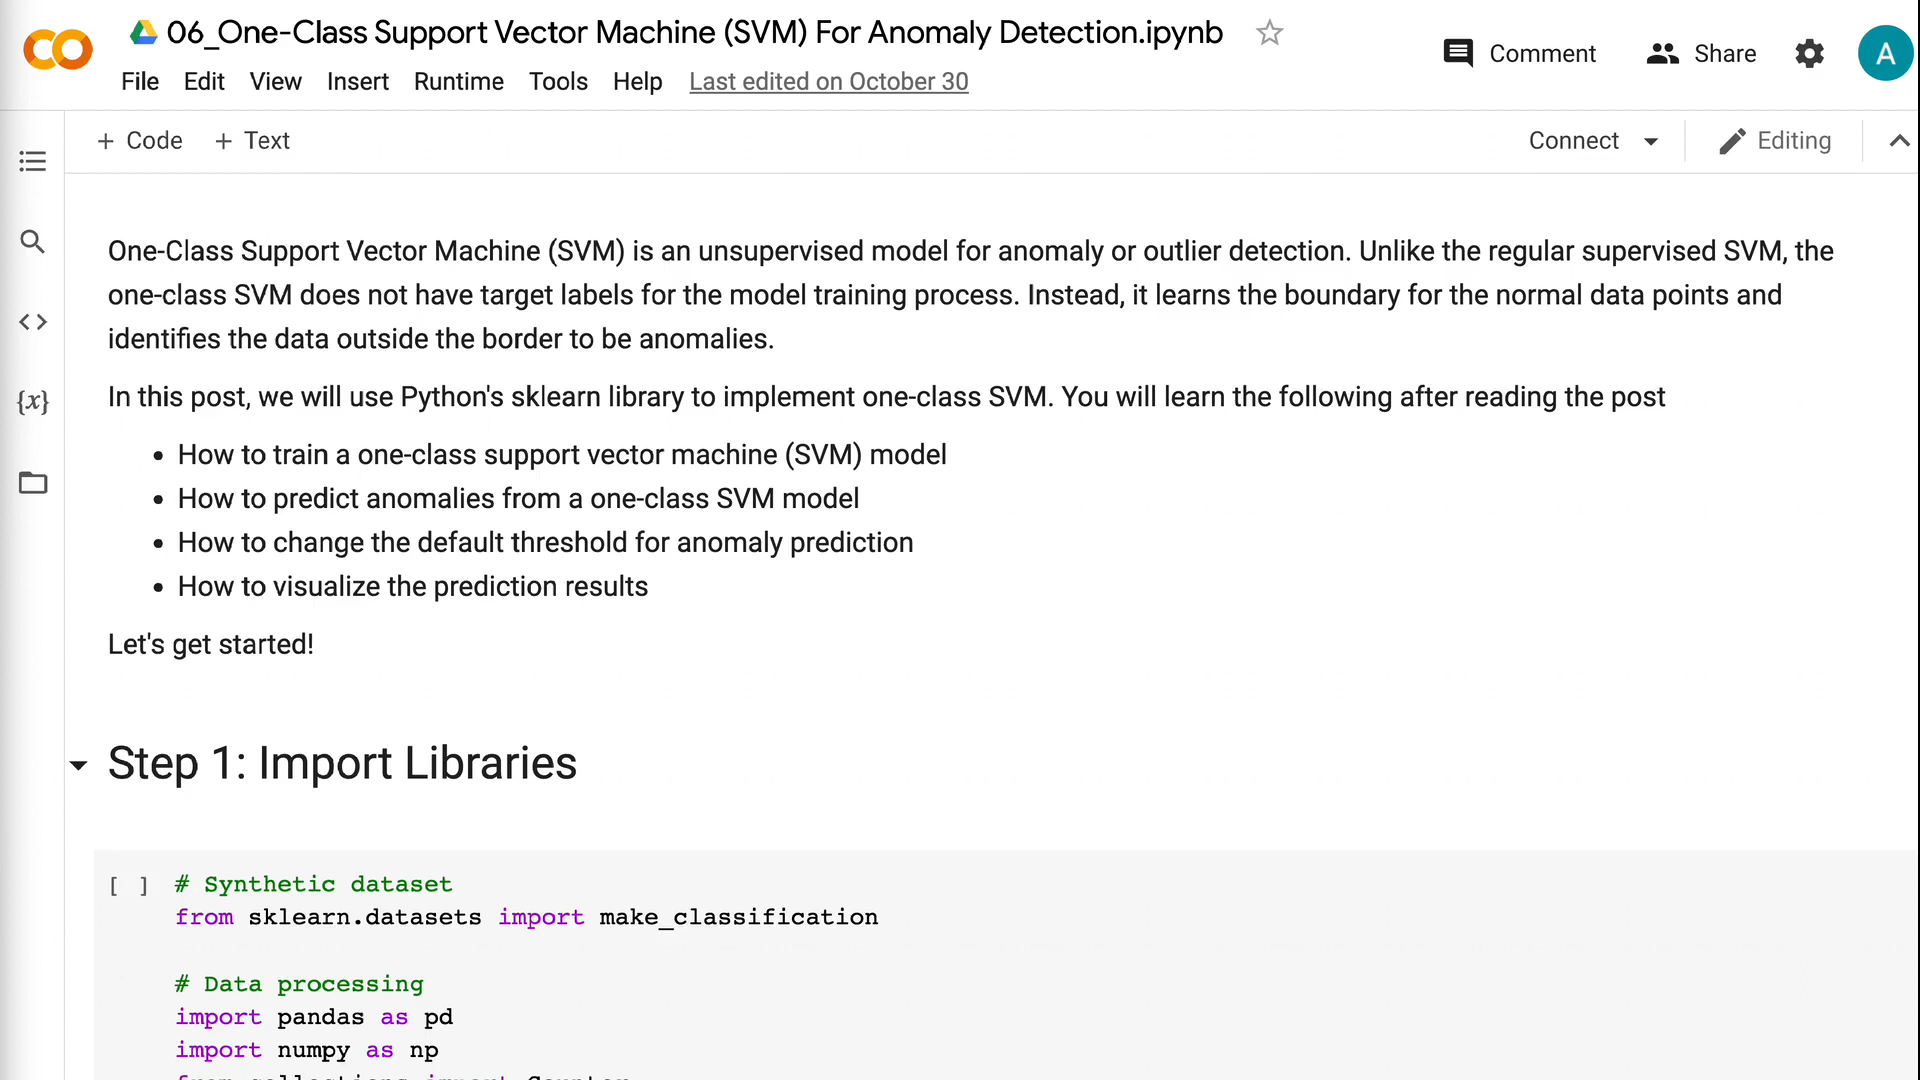 06_One-Class Support Vector Machine (SVM) For Anomaly Detection.ipynb
File Edit View Insert Runtime Tools Help Last edited on October 30
Comment Share A
+ Code + Text
Connect Editing
One-Class Support Vector Machine (SVM) is an unsupervised model for anomaly or outlier detection. Unlike the regular supervised SVM, the
one-class SVM does not have target labels for the model training process. Instead, it learns the boundary for the normal data points and
identifies the data outside the border to be anomalies.
In this post, we will use Python's sklearn library to implement one-class SVM. You will learn the following after reading the post
• How to train a one-class support vector machine (SVM) model
• How to predict anomalies from a one-class SVM model
• How to change the default threshold for anomaly prediction
• How to visualize the prediction results
Let's get started!
Step 1: Import Libraries
[ ] # Synthetic dataset
from sklearn.datasets import make_classification
# Data processing
import pandas as pd
import numpy as np